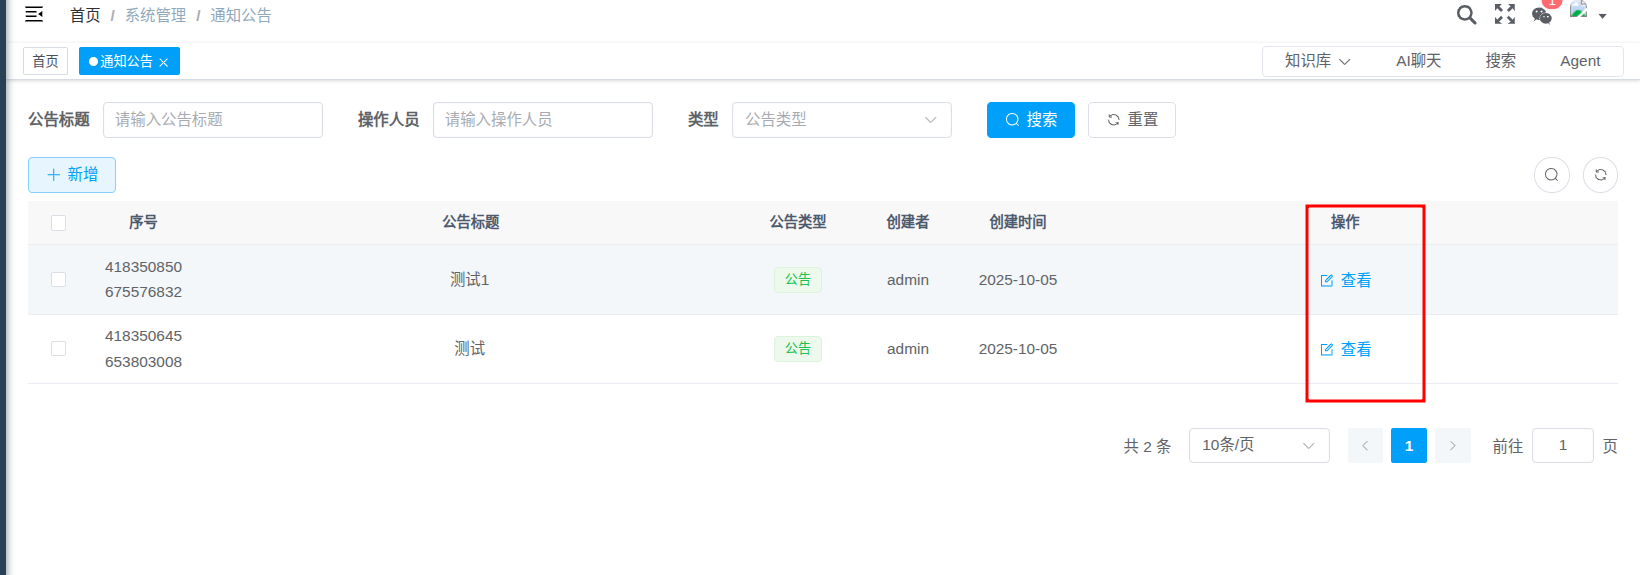 首页 / 系统管理 / 通知公告
1
首页
通知公告
知识库
AI聊天
搜索
Agent
公告标题 请输入公告标题
操作人员 请输入操作人员
类型 公告类型
搜索
重置
新增
序号 公告标题 公告类型 创建者 创建时间 操作
418350850
675576832
测试1 公告 admin 2025-10-05 查看
418350645
653803008
测试 公告 admin 2025-10-05 查看
共 2 条 10条/页 1 前往 1 页